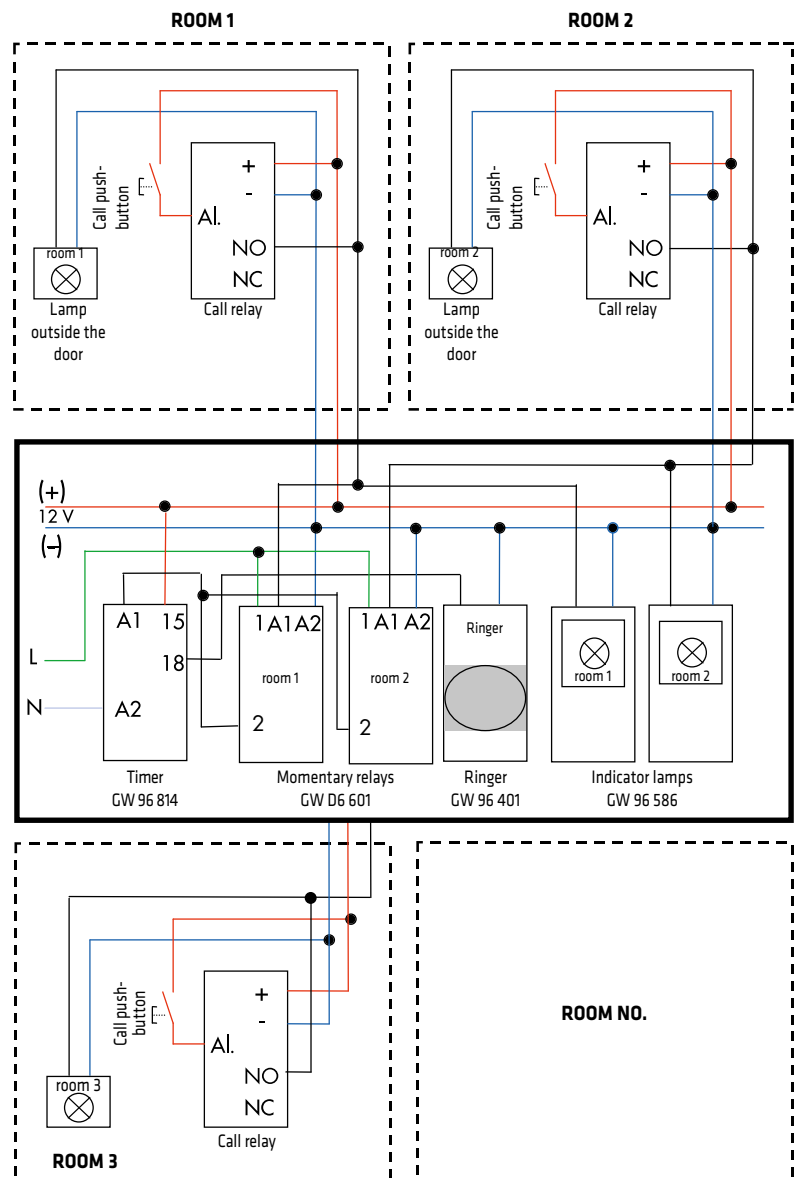 ROOM 1
ROOM 2
Call push-
button
+
-
Al.
NO
NC
room 1
Lamp
outside the
door
Call relay
Call push-
button
+
-
Al.
NO
NC
room 2
Lamp
outside the
door
Call relay
(+)
12 V
(-)
L
N
A1 15
18
A2
1 A1 A2
room 1
2
1 A1 A2
room 2
2
Ringer
room 1
room 2
Timer
GW 96 814
Momentary relays
GW D6 601
Ringer
GW 96 401
Indicator lamps
GW 96 586
Call push-
button
+
-
Al.
NO
NC
room 3
Call relay
ROOM 3
ROOM NO.